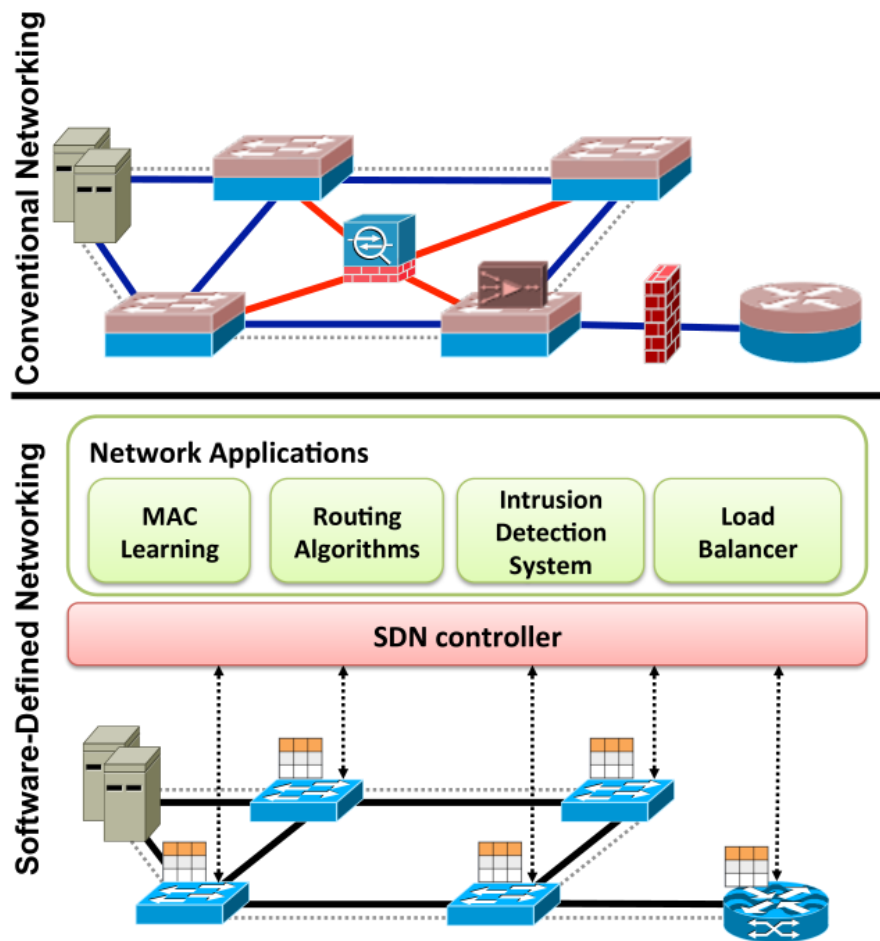 Conventional Networking
Software-Defined Networking
Network Applications
MAC
Learning
Routing
Algorithms
Intrusion
Detection
System
Load
Balancer
SDN controller